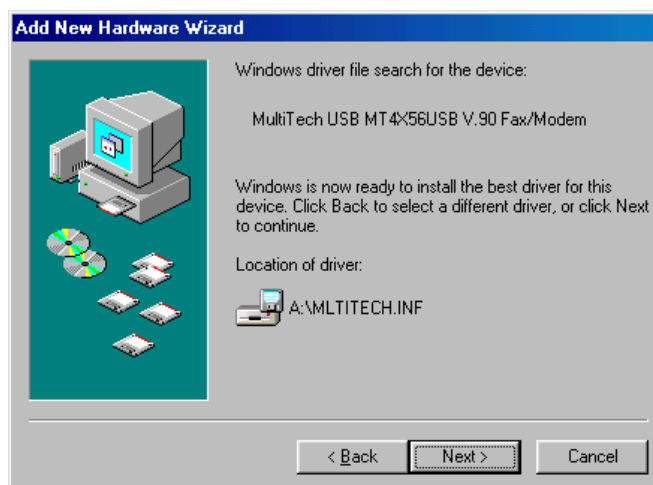 Add New Hardware Wizard
Windows driver file search for the device:
MultiTech USB MT4X56USB V.90 Fax/Modem
Windows is now ready to install the best driver for this
device. Click Back to select a different driver, or click Next
to continue.
Location of driver:
A:\MLTITECH.INF
< Back
Next >
Cancel